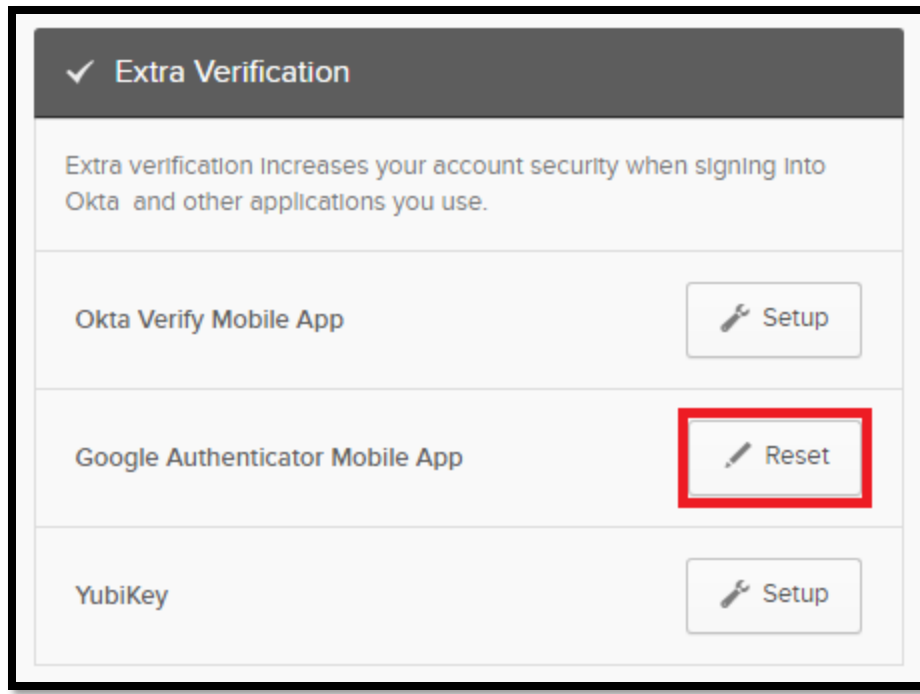 Extra Verification
Extra verification increases your account security when signing into
Okta and other applications you use.
Okta Verify Mobile App
Setup
Google Authenticator Mobile App
Reset
YubiKey
Setup